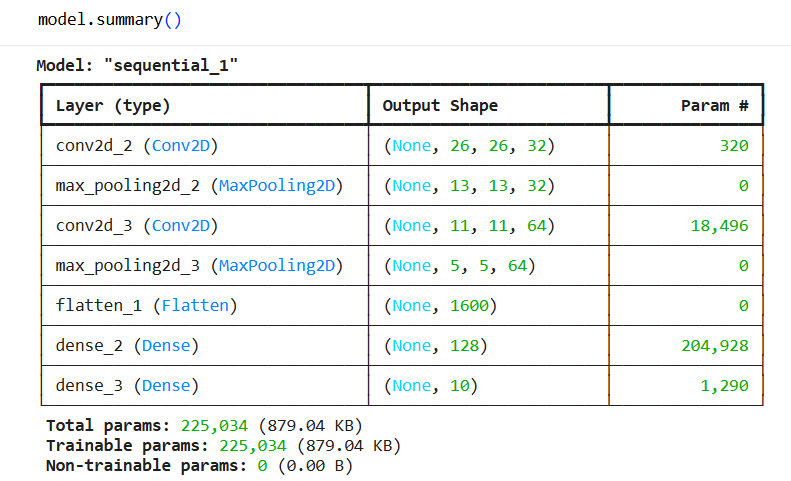 model.summary()
Model: "sequential_1"
Layer (type) Output Shape Param #
conv2d_2 (Conv2D) (None, 26, 26, 32) 320
max_pooling2d_2 (MaxPooling2D) (None, 13, 13, 32) 0
conv2d_3 (Conv2D) (None, 11, 11, 64) 18,496
max_pooling2d_3 (MaxPooling2D) (None, 5, 5, 64) 0
flatten_1 (Flatten) (None, 1600) 0
dense_2 (Dense) (None, 128) 204,928
dense_3 (Dense) (None, 10) 1,290
Total params: 225,034 (879.04 KB)
Trainable params: 225,034 (879.04 KB)
Non-trainable params: 0 (0.00 B)